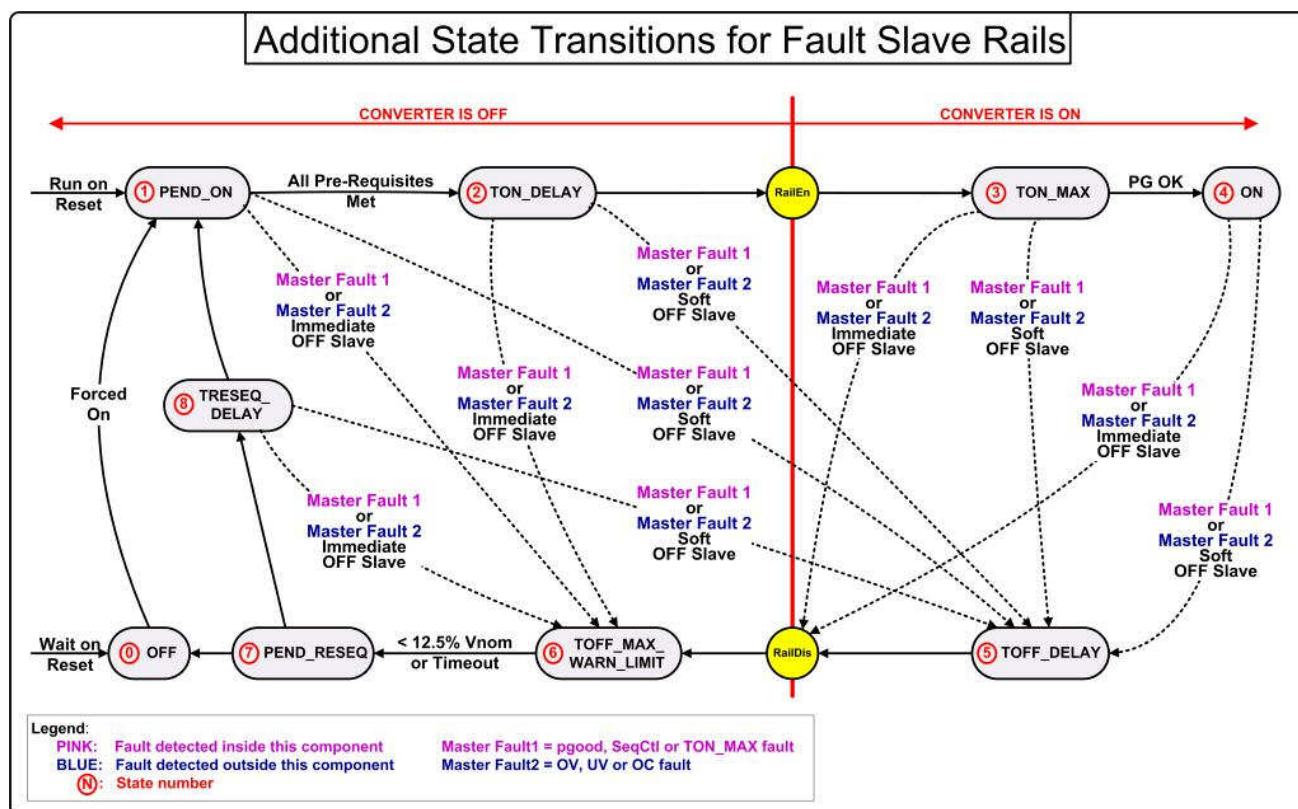 Additional State Transitions for Fault Slave Rails
CONVERTER IS OFF
CONVERTER IS ON
Run on
Reset
1 PEND_ON
All Pre-Requisites
Met
2 TON_DELAY
RailEn
3 TON_MAX
PG OK
4 ON
Master Fault 1
or
Master Fault 2
Immediate
OFF Slave
Master Fault 1
or
Master Fault 2
Soft
OFF Slave
Master Fault 1
or
Master Fault 2
Immediate
OFF Slave
Master Fault 1
or
Master Fault 2
Soft
OFF Slave
Forced
On
8 TRESEQ_
DELAY
Master Fault 1
or
Master Fault 2
Immediate
OFF Slave
Master Fault 1
or
Master Fault 2
Soft
OFF Slave
Master Fault 1
or
Master Fault 2
Immediate
OFF Slave
Master Fault 1
or
Master Fault 2
Immediate
OFF Slave
Master Fault 1
or
Master Fault 2
Soft
OFF Slave
Master Fault 1
or
Master Fault 2
Soft
OFF Slave
Wait on
Reset
0 OFF
7 PEND_RESEQ
< 12.5% Vnom
or Timeout
6 TOFF_MAX_
WARN_LIMIT
RailDis
5 TOFF_DELAY
Legend:
PINK: Fault detected inside this component
Master Fault1 = pgood, SeqCtl or TON_MAX fault
BLUE: Fault detected outside this component
Master Fault2 = OV, UV or OC fault
N: State number